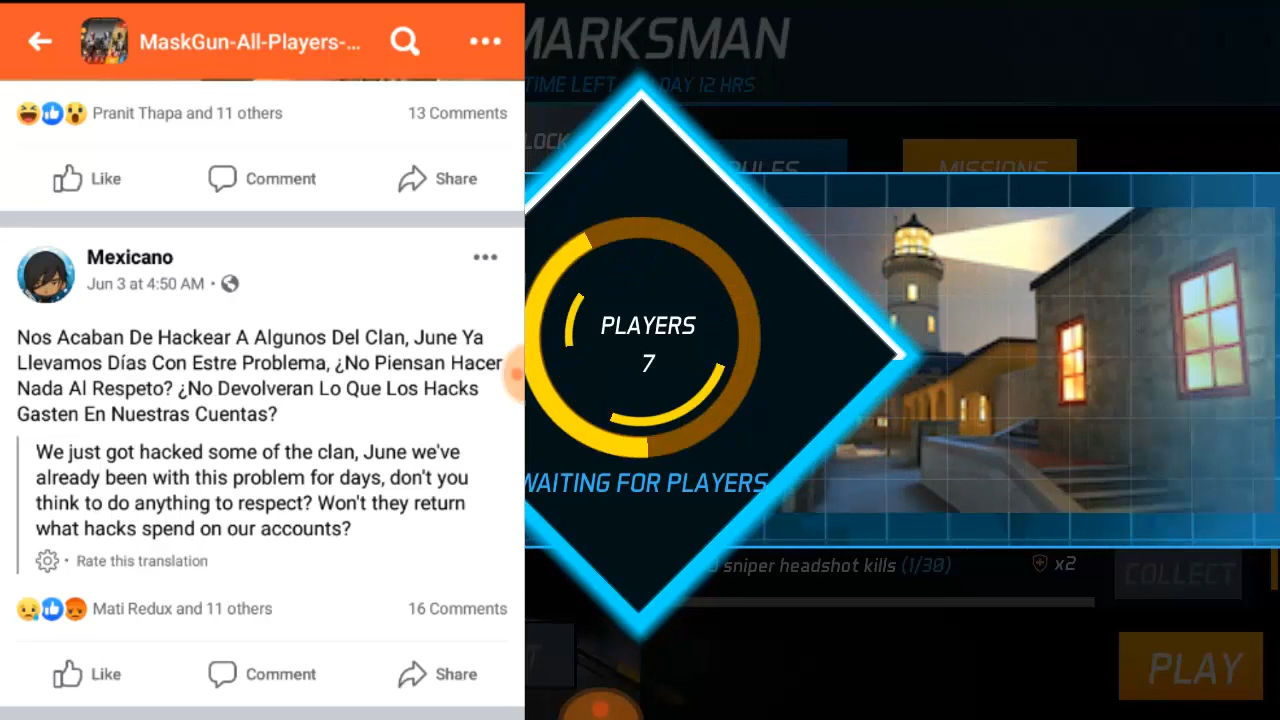 MaskGun-All-Players-...
Pranit Thapa and 11 others
13 Comments
Like
Comment
Share
Mexicano
Jun 3 at 4:50 AM ·
Nos Acaban De Hackear A Algunos Del Clan, June Ya
Llevamos Días Con Estre Problema, ¿No Piensan Hacer
Nada Al Respeto? ¿No Devolveran Lo Que Los Hacks
Gasten En Nuestras Cuentas?
We just got hacked some of the clan, June we've
already been with this problem for days, don't you
think to do anything to respect? Won't they return
what hacks spend on our accounts?
· Rate this translation
Mati Redux and 11 others
16 Comments
Like
Comment
Share
MARKSMAN
TIME LEFT
DAY 12 HRS
MISSIONS
PLAYERS
7
WAITING FOR PLAYERS
sniper headshot kills (1/30)
x2
COLLECT
PLAY